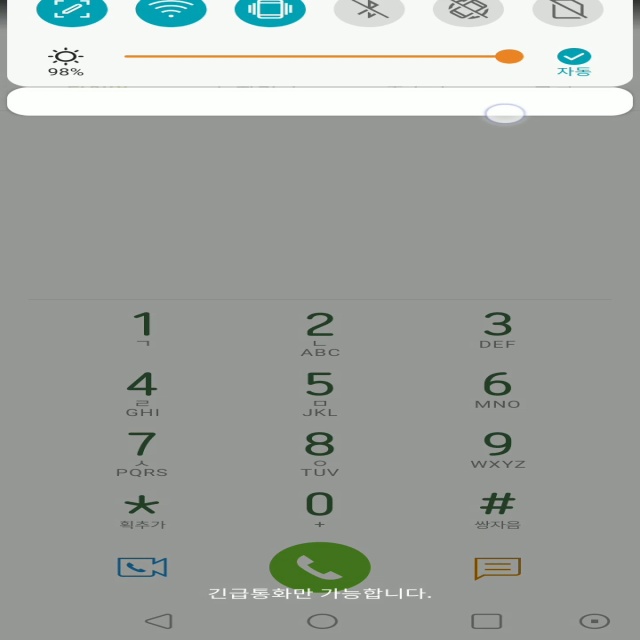 98%
자동
1 2 3
ㄱ ㄴ
ABC DEF
4 5 6
ㄹ ㅁ
GHI JKL MNO
7 8 9
ㅅ ㅇ
PQRS TUV WXYZ
* 0 #
획추가 + 쌍자음
긴급통화만 가능합니다.